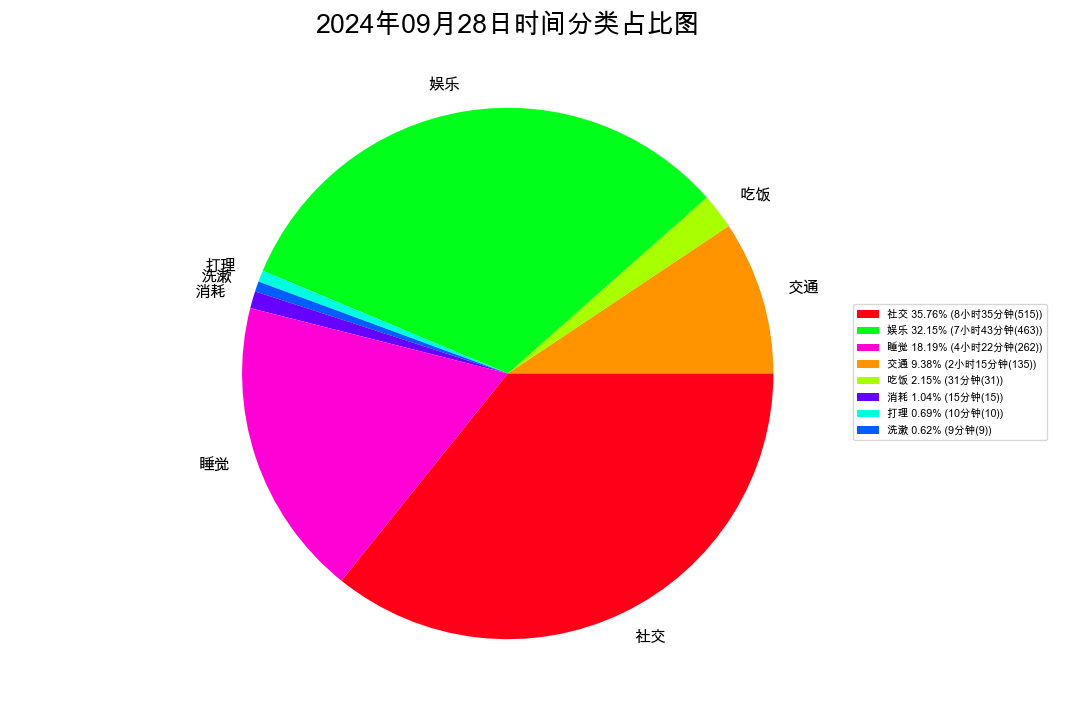 2024年09月28日时间分类占比图
娱乐
吃饭
打理
洗漱
交通
消耗
睡觉
社交
社交 35.76% (8小时35分钟(515))
娱乐 32.15% (7小时43分钟(463))
睡觉 18.19% (4小时22分钟(262))
交通 9.38% (2小时15分钟(135))
吃饭 2.15% (31分钟(31))
消耗 1.04% (15分钟(15))
打理 0.69% (10分钟(10))
洗漱 0.62% (9分钟(9))